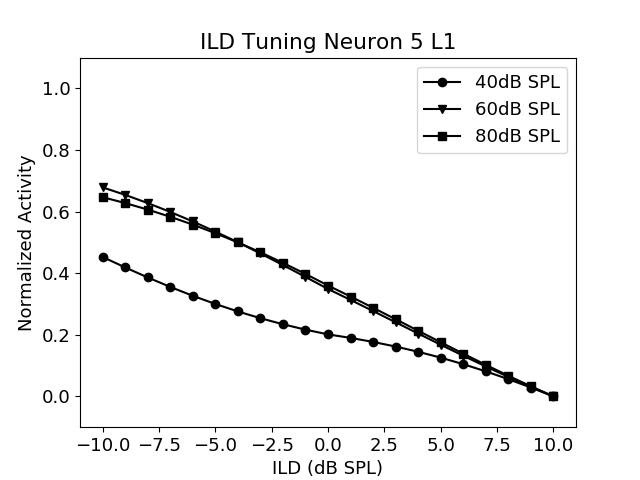 ILD Tuning Neuron 5 L1
40dB SPL
60dB SPL
80dB SPL
Normalized Activity
1.0
0.8
0.6
0.4
0.2
0.0
−10.0 −7.5 −5.0 −2.5 0.0 2.5 5.0 7.5 10.0
ILD (dB SPL)